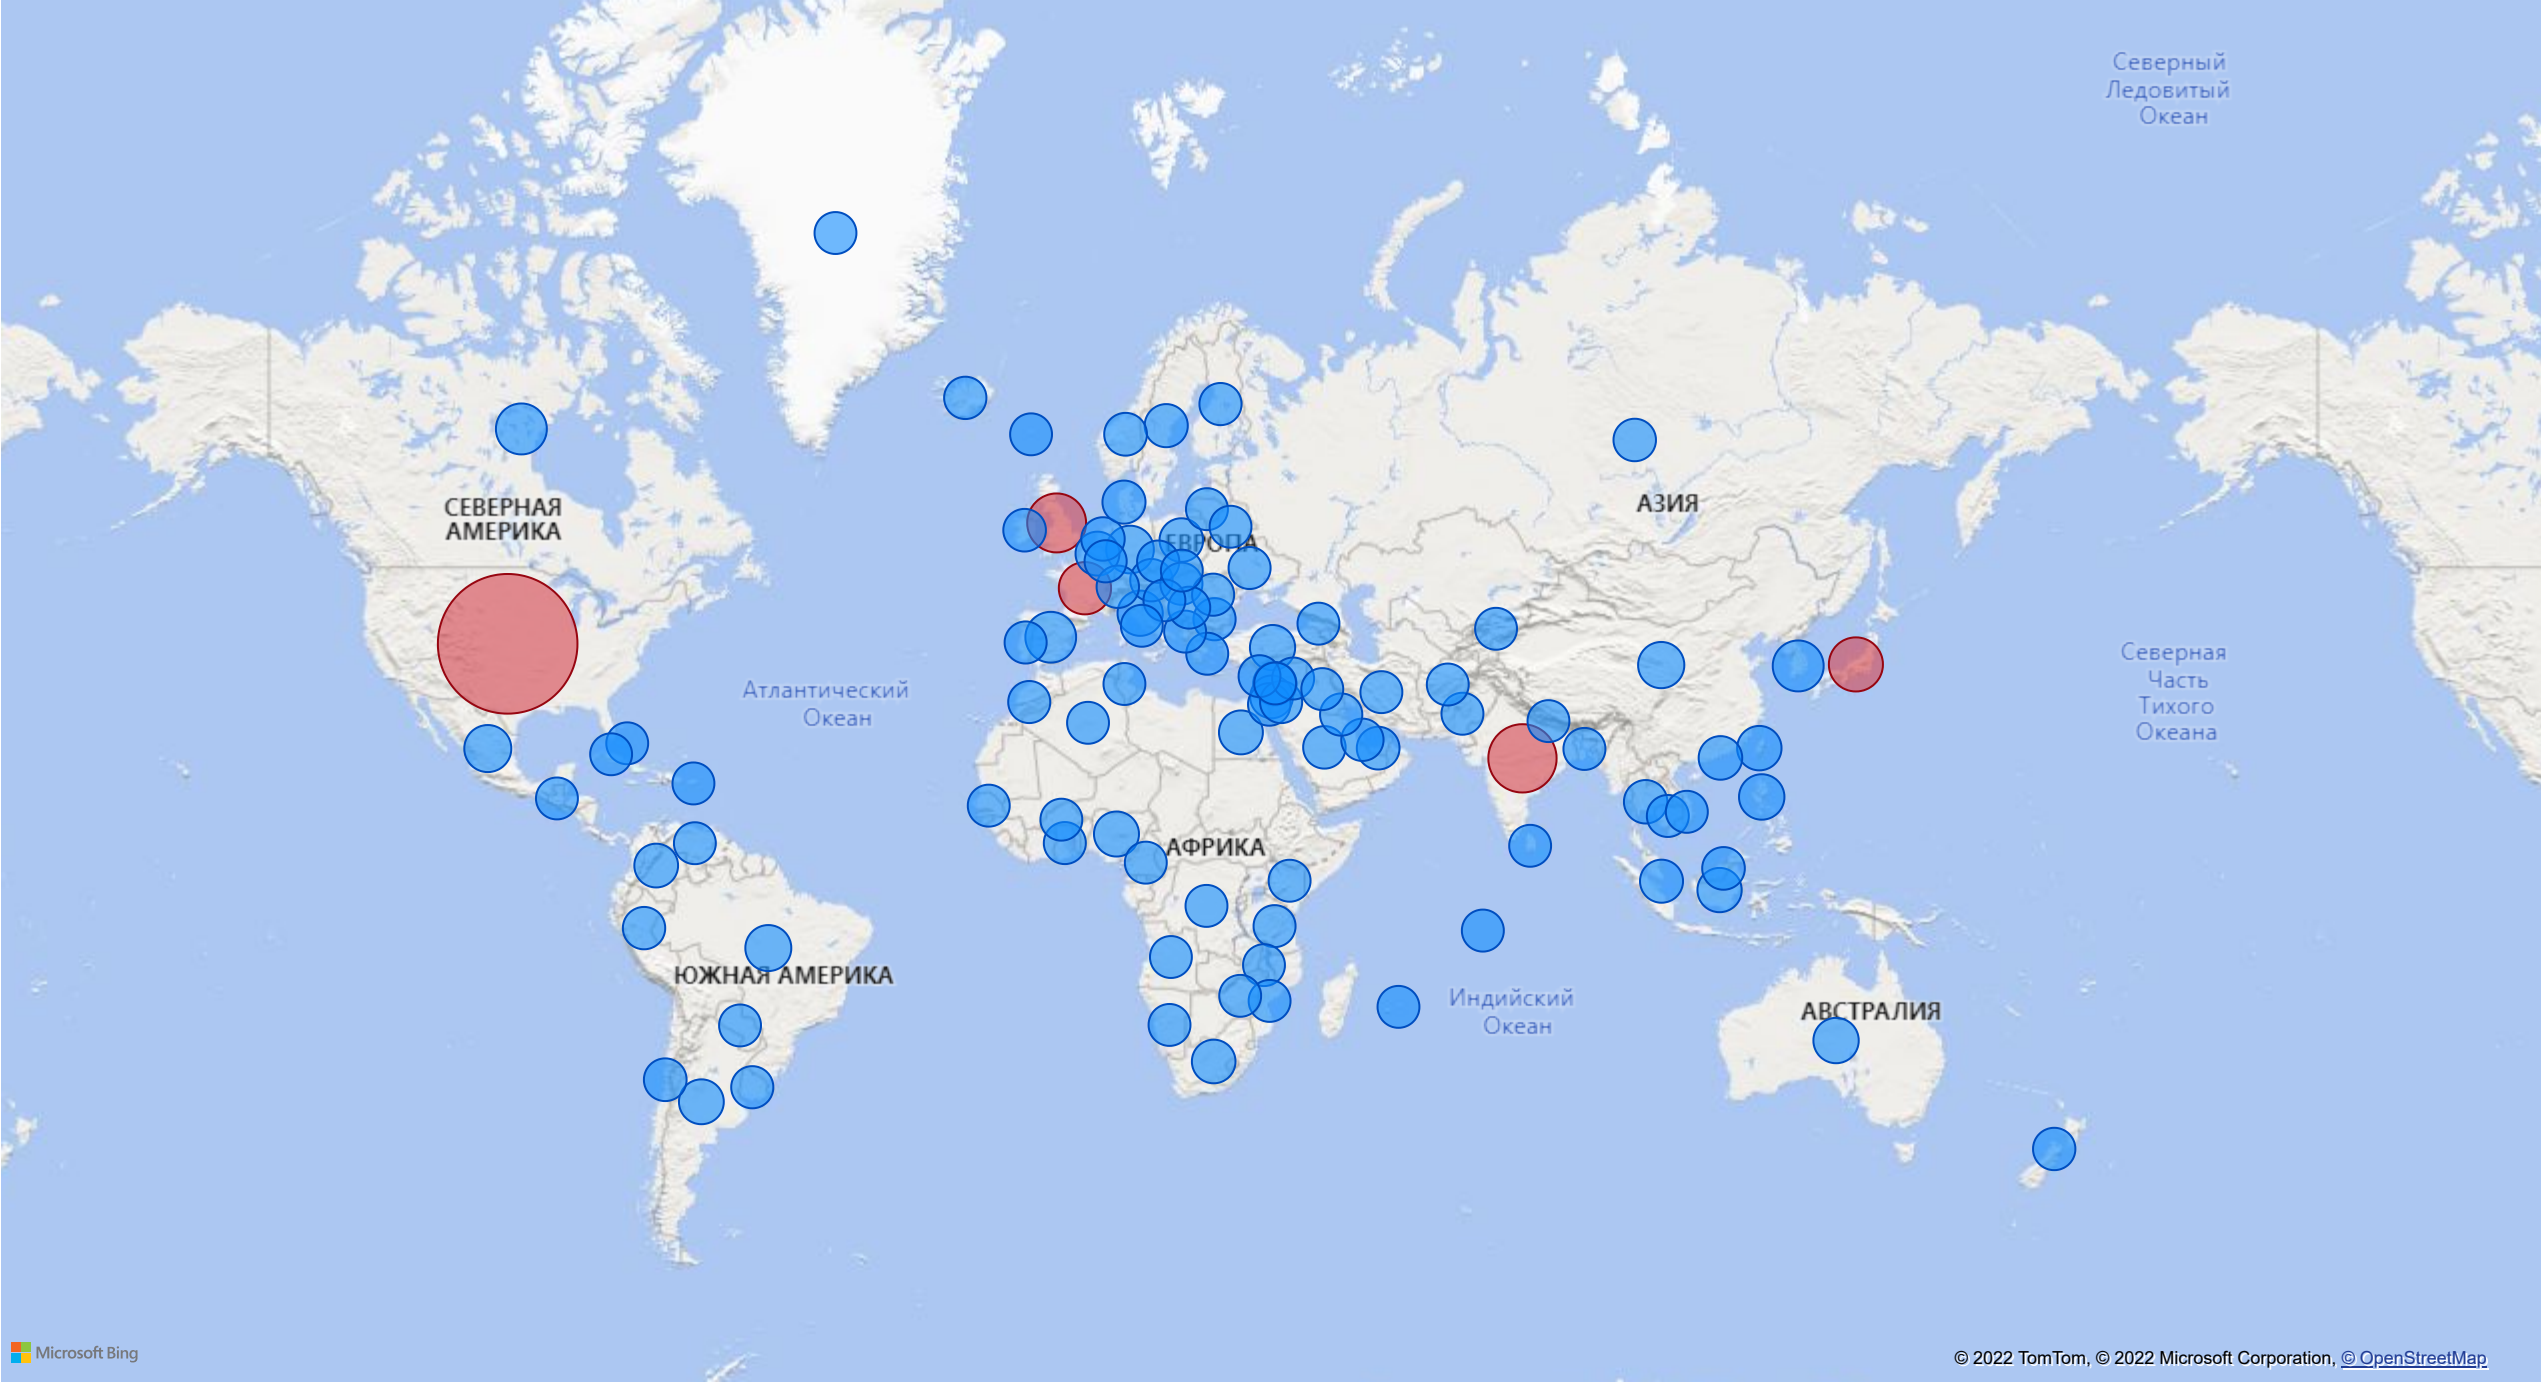 Северный
Ледовитый
Океан
СЕВЕРНАЯ
АМЕРИКА
АЗИЯ
ЕВРОПА
Атлантический
Океан
Северная
Часть
Тихого
Океана
АФРИКА
ЮЖНАЯ АМЕРИКА
Индийский
Океан
АВСТРАЛИЯ
Microsoft Bing
© 2022 TomTom, © 2022 Microsoft Corporation, © OpenStreetMap